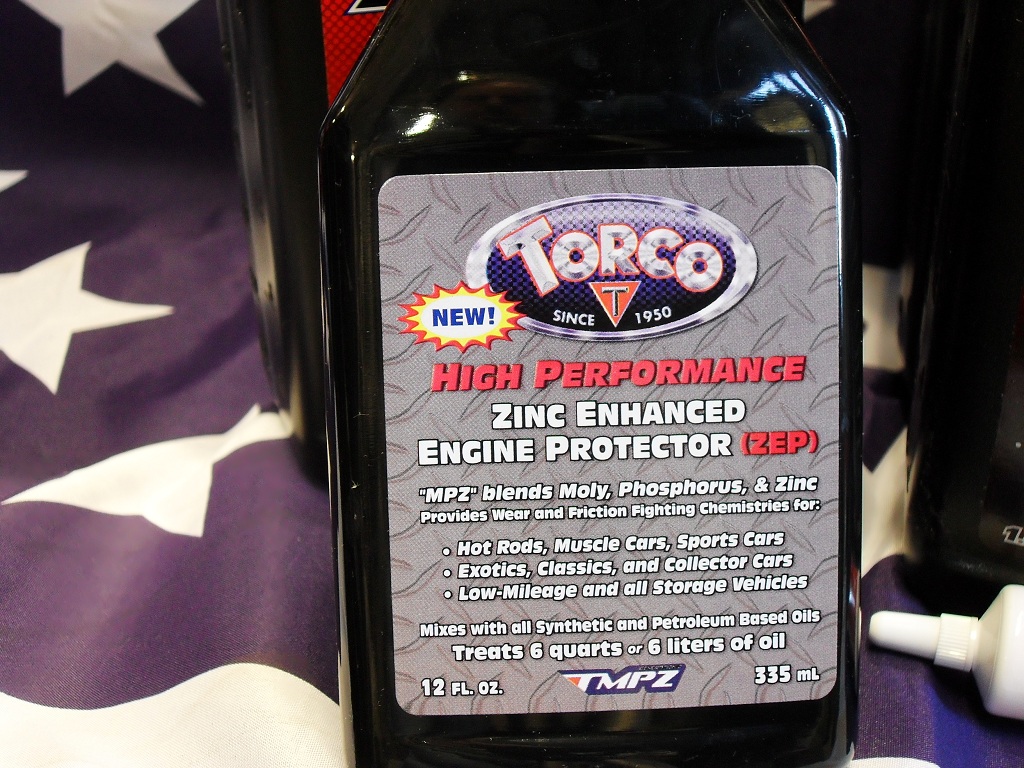 TORCO
T
SINCE 1950
NEW!
HIGH PERFORMANCE
ZINC ENHANCED
ENGINE PROTECTOR (ZEP)
"MPZ" blends Moly, Phosphorus, & Zinc
Provides Wear and Friction Fighting Chemistries for:
• Hot Rods, Muscle Cars, Sports Cars
• Exotics, Classics, and Collector Cars
• Low-Mileage and all Storage Vehicles
Mixes with all Synthetic and Petroleum Based Oils
Treats 6 quarts or 6 liters of oil
12 FL. OZ. TMPZ 335 mL